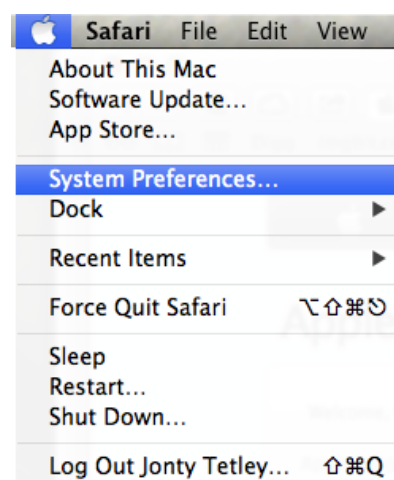 Safari File Edit View
About This Mac
Software Update...
App Store...
System Preferences...
Dock
Recent Items
Force Quit Safari ⌥⇧⌘⎋
Sleep
Restart...
Shut Down...
Log Out Jonty Tetley... ⇧⌘Q